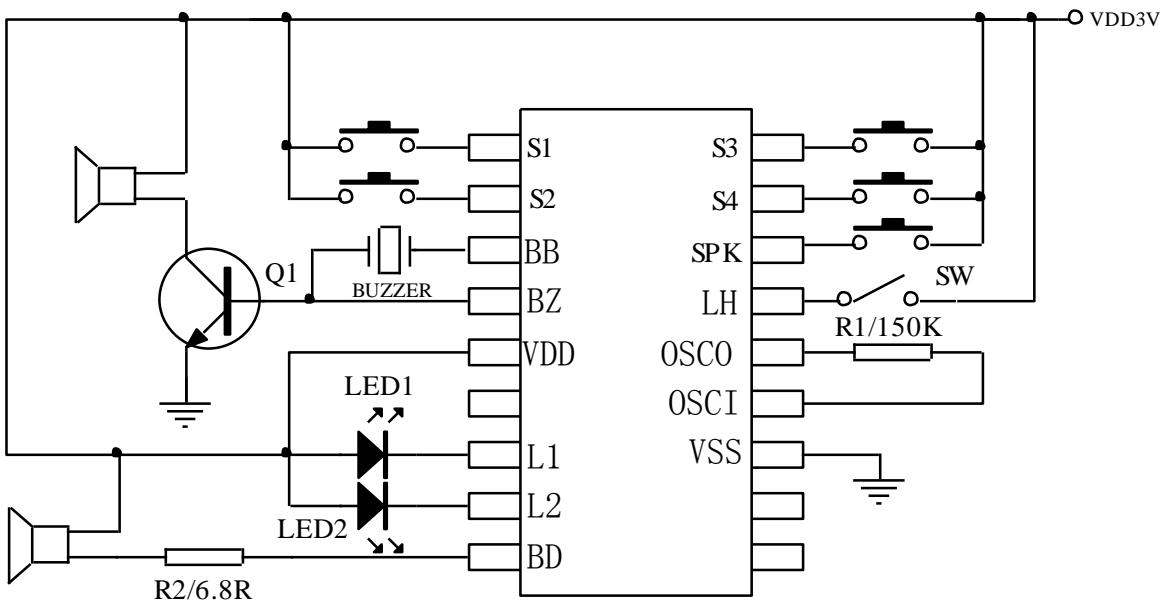 VDD3V
S1
S3
S2
S4
BB
SPK
Q1
BUZZER
SW
BZ
LH
R1/150K
VDD
OSCO
LED1
OSCI
L1
VSS
L2
LED2
BD
R2/6.8R